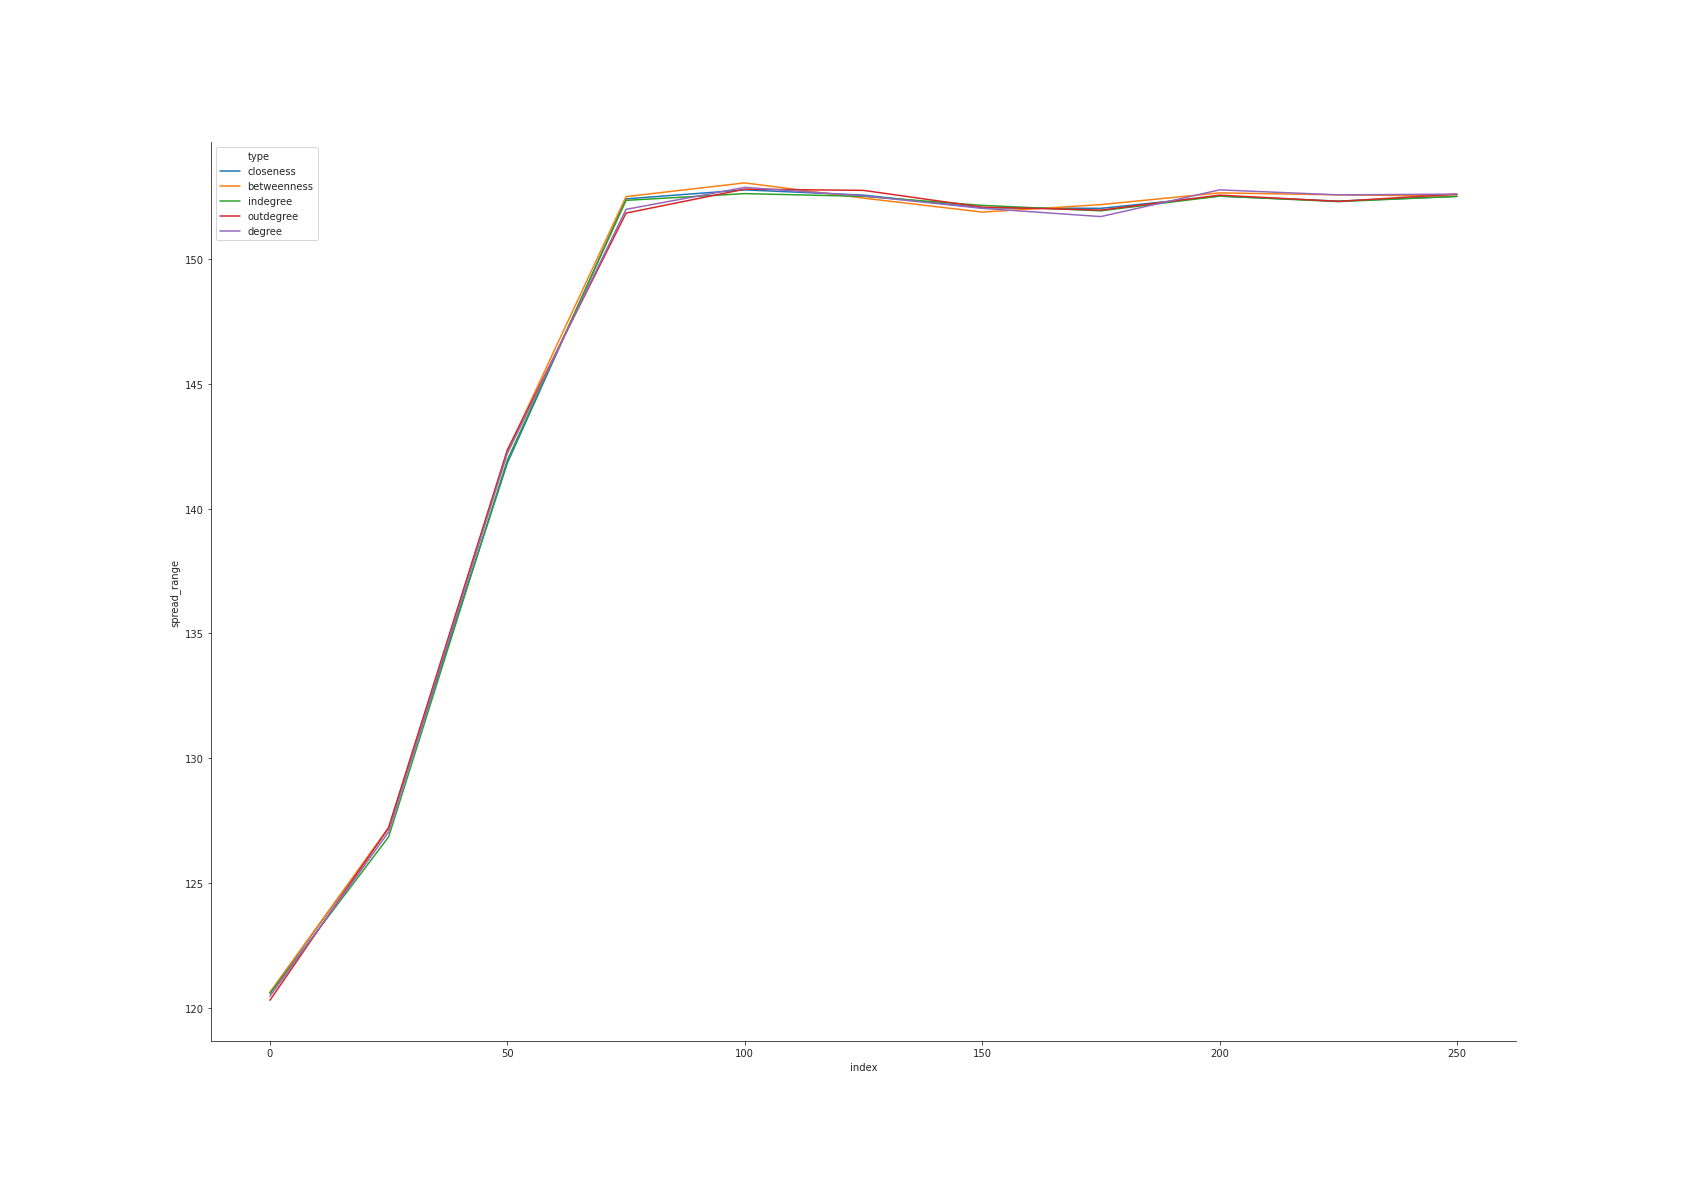 type
closeness
betweenness
indegree
outdegree
degree
150
145
140
135
130
125
120
spread_range
0 50 100 150 200 250
index